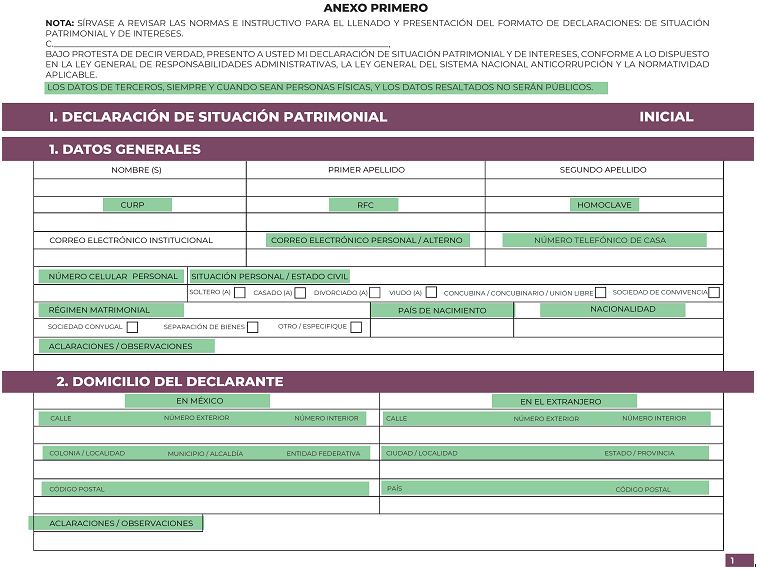 ANEXO PRIMERO
NOTA: SÍRVASE A REVISAR LAS NORMAS E INSTRUCTIVO PARA EL LLENADO Y PRESENTACIÓN DEL FORMATO DE DECLARACIONES: DE SITUACIÓN
PATRIMONIAL Y DE INTERESES.
C.
BAJO PROTESTA DE DECIR VERDAD, PRESENTO A USTED MI DECLARACIÓN DE SITUACIÓN PATRIMONIAL Y DE INTERESES, CONFORME A LO DISPUESTO
EN LA LEY GENERAL DE RESPONSABILIDADES ADMINISTRATIVAS, LA LEY GENERAL DEL SISTEMA NACIONAL ANTICORRUPCIÓN Y LA NORMATIVIDAD
APLICABLE.
LOS DATOS DE TERCEROS, SIEMPRE Y CUANDO SEAN PERSONAS FÍSICAS, Y LOS DATOS RESALTADOS NO SERÁN PÚBLICOS.
I. DECLARACIÓN DE SITUACIÓN PATRIMONIAL INICIAL
1. DATOS GENERALES
NOMBRE (S) PRIMER APELLIDO SEGUNDO APELLIDO
CURP RFC HOMOCLAVE
CORREO ELECTRÓNICO INSTITUCIONAL CORREO ELECTRÓNICO PERSONAL / ALTERNO NÚMERO TELEFÓNICO DE CASA
NÚMERO CELULAR PERSONAL SITUACIÓN PERSONAL / ESTADO CIVIL
SOLTERO (A) CASADO (A) DIVORCIADO (A) VIUDO (A) CONCUBINA / CONCUBINARIO / UNIÓN LIBRE SOCIEDAD DE CONVIVENCIA
RÉGIMEN MATRIMONIAL PAÍS DE NACIMIENTO NACIONALIDAD
SOCIEDAD CONYUGAL SEPARACIÓN DE BIENES OTRO / ESPECIFIQUE
ACLARACIONES / OBSERVACIONES
2. DOMICILIO DEL DECLARANTE
EN MÉXICO EN EL EXTRANJERO
CALLE NÚMERO EXTERIOR NÚMERO INTERIOR CALLE NÚMERO EXTERIOR NÚMERO INTERIOR
COLONIA / LOCALIDAD MUNICIPIO / ALCALDÍA ENTIDAD FEDERATIVA CIUDAD / LOCALIDAD ESTADO / PROVINCIA
CÓDIGO POSTAL PAÍS CÓDIGO POSTAL
ACLARACIONES / OBSERVACIONES
1